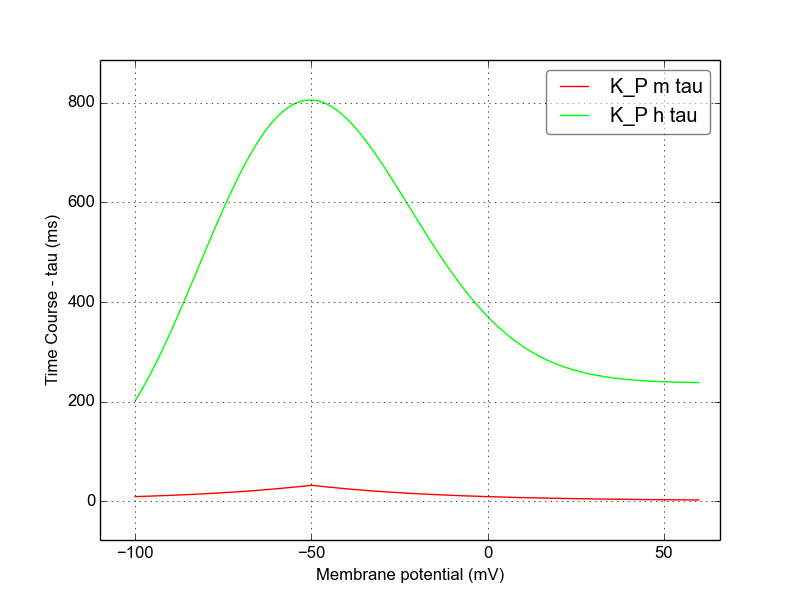 K_P m tau
K_P h tau
800
600
400
200
0
−100
−50
0
50
Time Course - tau (ms)
Membrane potential (mV)